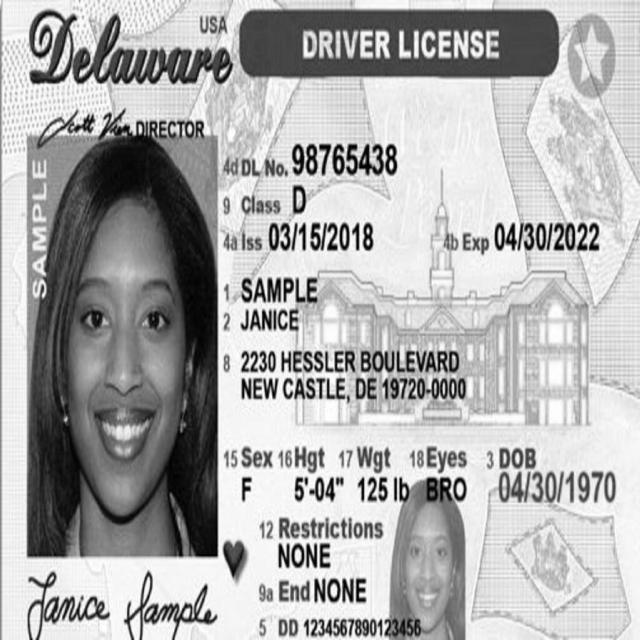 Delaware USA DRIVER LICENSE
DIRECTOR
SAMPLE
4d DL No. 98765438
9 Class D
4a Iss 03/15/2018 4b Exp 04/30/2022
1 SAMPLE
2 JANICE
8 2230 HESSLER BOULEVARD
NEW CASTLE, DE 19720-0000
15 Sex 16 Hgt 17 Wgt 18 Eyes 3 DOB
F 5'-04" 125 lb BRO 04/30/1970
12 Restrictions
NONE
9a End NONE
Janice Sample
5 DD 1234567890123456